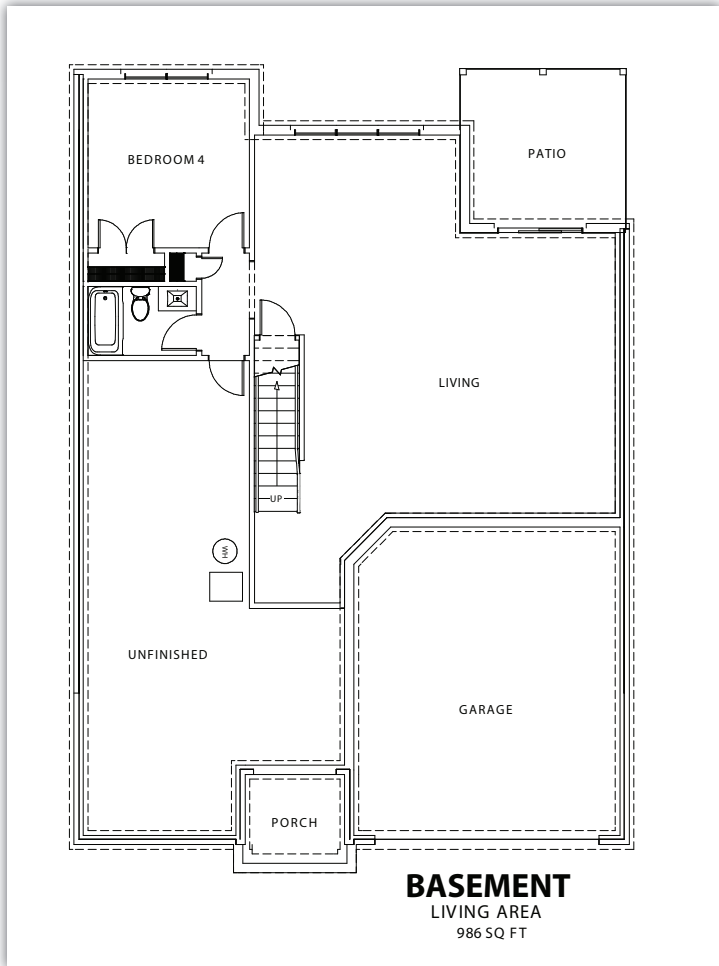 BEDROOM 4
PATIO
LIVING
UP
WH
UNFINISHED
GARAGE
PORCH
BASEMENT
LIVING AREA
986 SQ FT